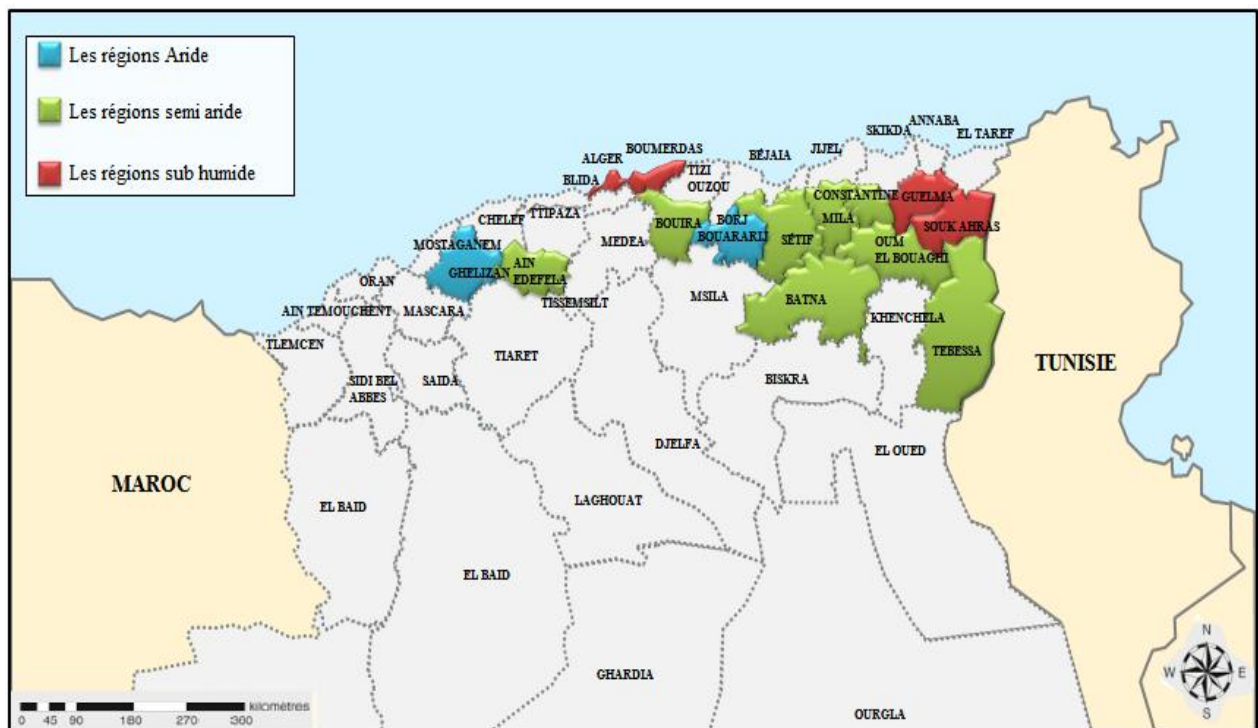 Les régions Aride
Les régions semi aride
Les régions sub humide
ANNABA
SKIKDA
EL TAREF
JIJEL
BOUMERDAS
BÉJAIA
ALGER
TIZI
OUZOU
BLIDA
CONSTANTINE
GUELMA
TTIPAZA
CHELEF
BOUIRA
BORJ
BOUARARLI
MILA
SOUK AHRAS
SÉTIF
MEDEA
MOSTAGANEM
OUM
EL BOUAGHI
GHELIZAN
AIN
EDEFELA
ORAN
MSILA
BATNA
TISSEMSILT
AIN TEMOUCHENT
MASCARA
KHENCHELA
TLEMCEN
TEBESSA
TIARET
TUNISIE
SIDI BEL
ABBES
SAIDA
BISKRA
DJELFA
EL OUED
MAROC
LAGHOUAT
EL BAID
EL BAID
GHARDIA
OURGLA
N
W
E
S
kilomètres
0 45 90 180 270 360